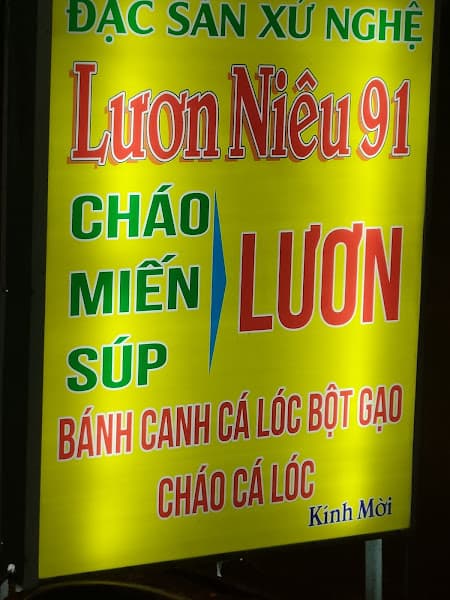 ĐẶC SẢN XỨ NGHỆ
Lươn Niêu 91
CHÁO
MIẾN
SÚP
LƯƠN
BÁNH CANH CÁ LÓC BỘT GẠO
CHÁO CÁ LÓC
Kính Mời